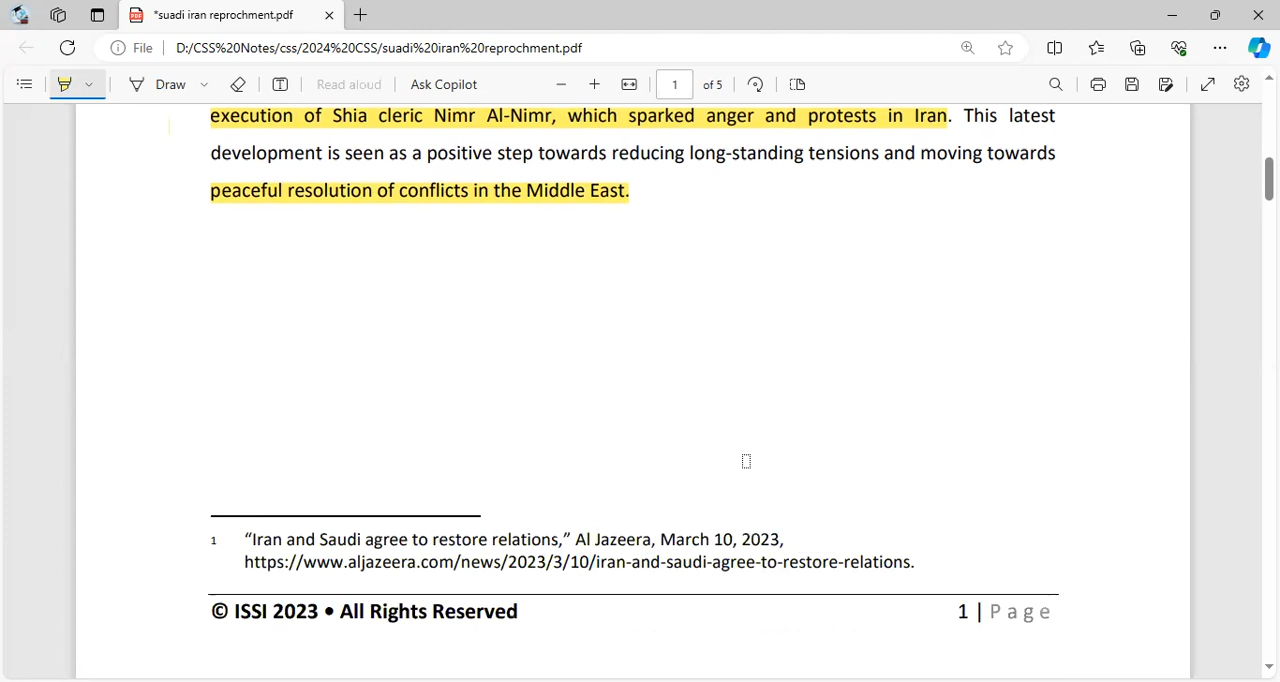 *suadi iran reprochment.pdf
File D:/CSS%20Notes/css/2024%20CSS/suadi%20iran%20reprochment.pdf
Draw Read aloud Ask Copilot 1 of 5
execution of Shia cleric Nimr Al-Nimr, which sparked anger and protests in Iran. This latest
development is seen as a positive step towards reducing long-standing tensions and moving towards
peaceful resolution of conflicts in the Middle East.
1 “Iran and Saudi agree to restore relations,” Al Jazeera, March 10, 2023,
https://www.aljazeera.com/news/2023/3/10/iran-and-saudi-agree-to-restore-relations.
© ISSI 2023 • All Rights Reserved 1 | Page